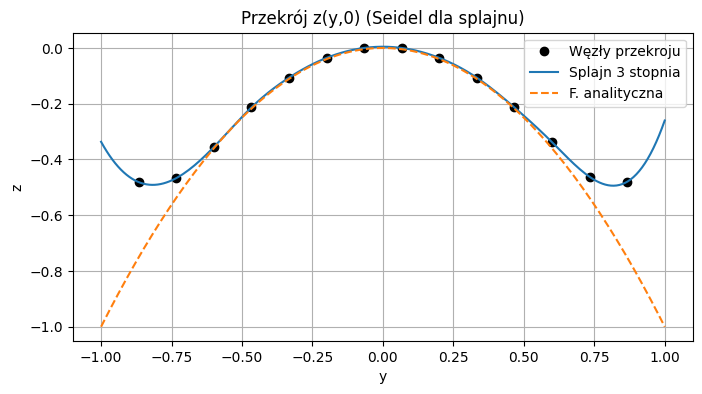 Przekrój z(y,0) (Seidel dla splajnu)
Węzły przekroju
Splajn 3 stopnia
F. analityczna
0.0
−0.2
−0.4
−0.6
−0.8
−1.0
z
−1.00
−0.75
−0.50
−0.25
0.00
0.25
0.50
0.75
1.00
y